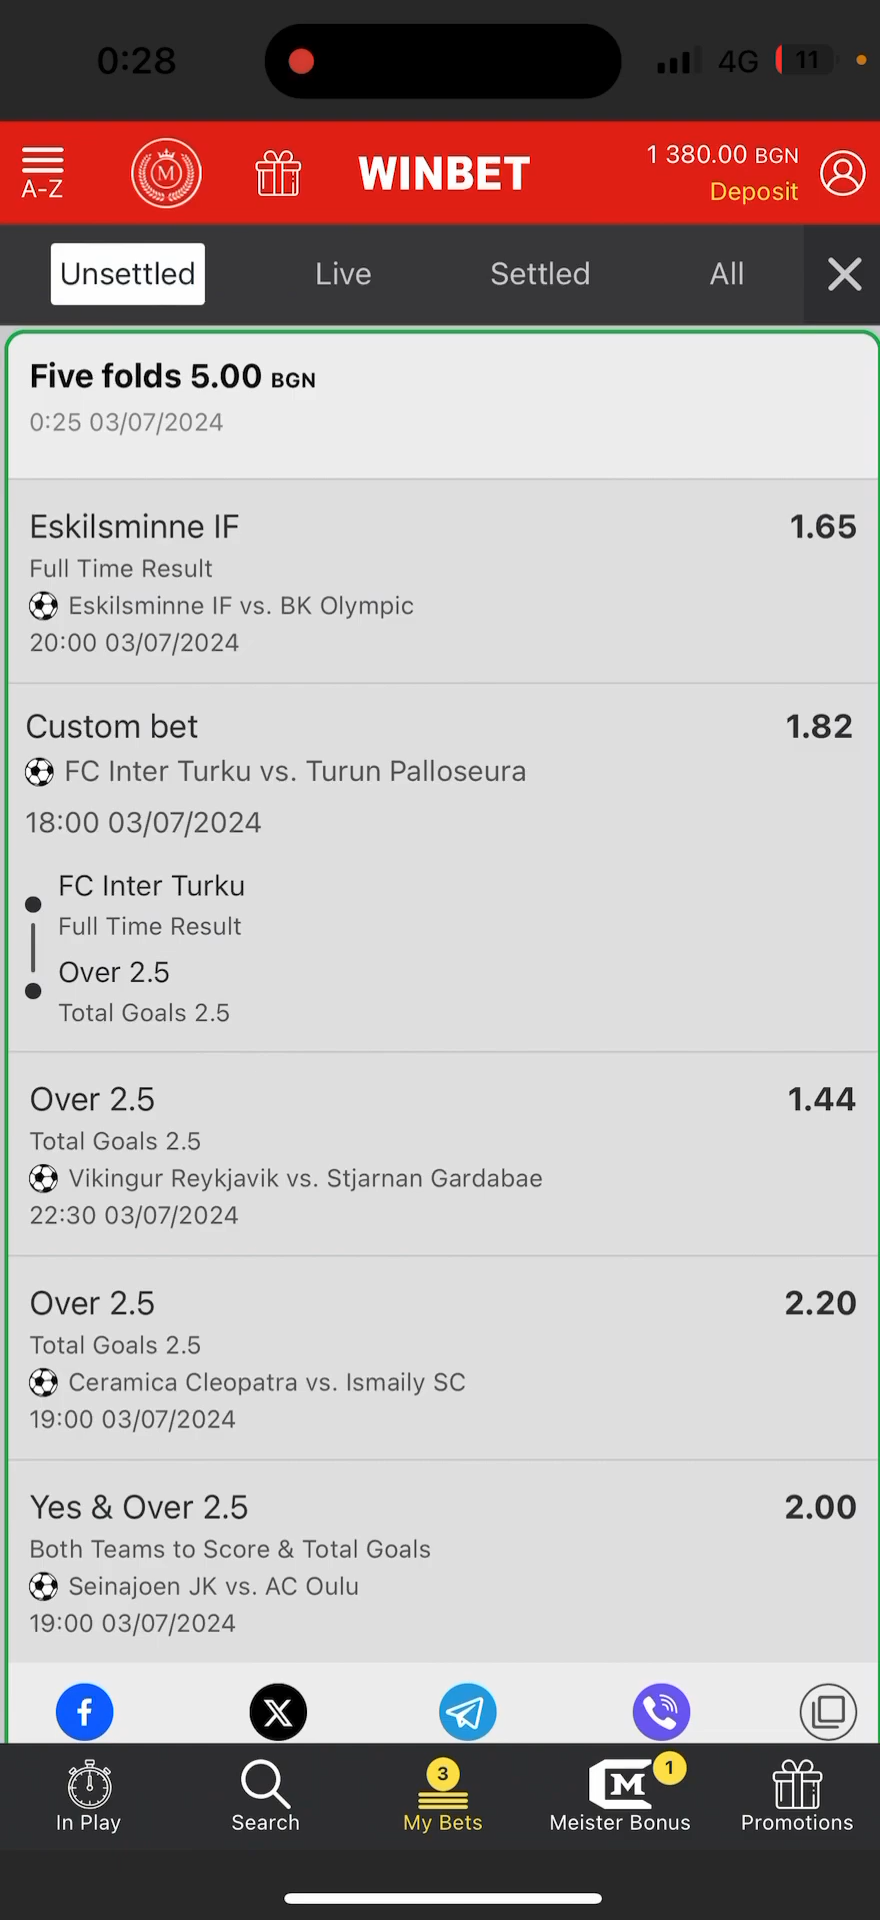 0:28
4G 11
A-Z
M
WINBET
1 380.00 BGN
Deposit
Unsettled Live Settled All
Five folds 5.00 BGN
0:25 03/07/2024
Eskilsminne IF 1.65
Full Time Result
Eskilsminne IF vs. BK Olympic
20:00 03/07/2024
Custom bet 1.82
FC Inter Turku vs. Turun Palloseura
18:00 03/07/2024
FC Inter Turku
Full Time Result
Over 2.5
Total Goals 2.5
Over 2.5 1.44
Total Goals 2.5
Vikingur Reykjavik vs. Stjarnan Gardabae
22:30 03/07/2024
Over 2.5 2.20
Total Goals 2.5
Ceramica Cleopatra vs. Ismaily SC
19:00 03/07/2024
Yes & Over 2.5 2.00
Both Teams to Score & Total Goals
Seinajoen JK vs. AC Oulu
19:00 03/07/2024
3 M 1
In Play Search My Bets Meister Bonus Promotions